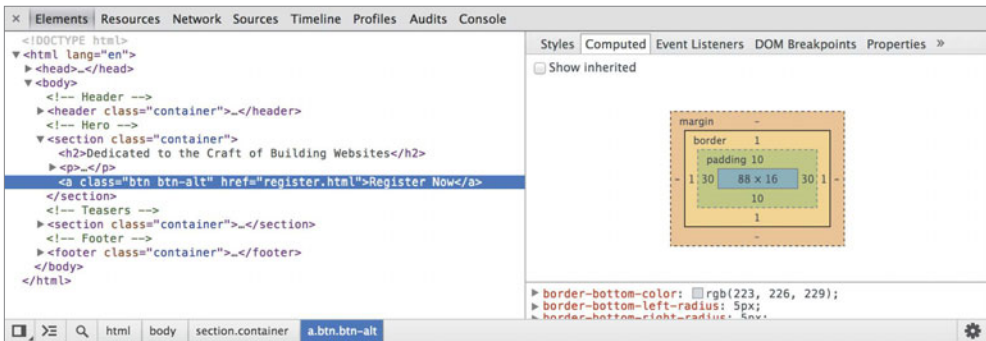 × Elements Resources Network Sources Timeline Profiles Audits Console
<!DOCTYPE html>
▼<html lang="en">
▶<head>…</head>
▼<body>
<!-- Header -->
▶<header class="container">…</header>
<!-- Hero -->
▼<section class="container">
<h2>Dedicated to the Craft of Building Websites</h2>
▶<p>…</p>
<a class="btn btn-alt" href="register.html">Register Now</a>
</section>
<!-- Teasers -->
▶<section class="container">…</section>
<!-- Footer -->
▶<footer class="container">…</footer>
</body>
</html>
Styles Computed Event Listeners DOM Breakpoints Properties »
Show inherited
margin -
border 1
padding 10
- 1 30 88 × 16 30 1 -
10
1
-
▶border-bottom-color: rgb(223, 226, 229);
▶border-bottom-left-radius: 5px;
▶border-bottom-right-radius: 5px;
html body section.container a.btn.btn-alt